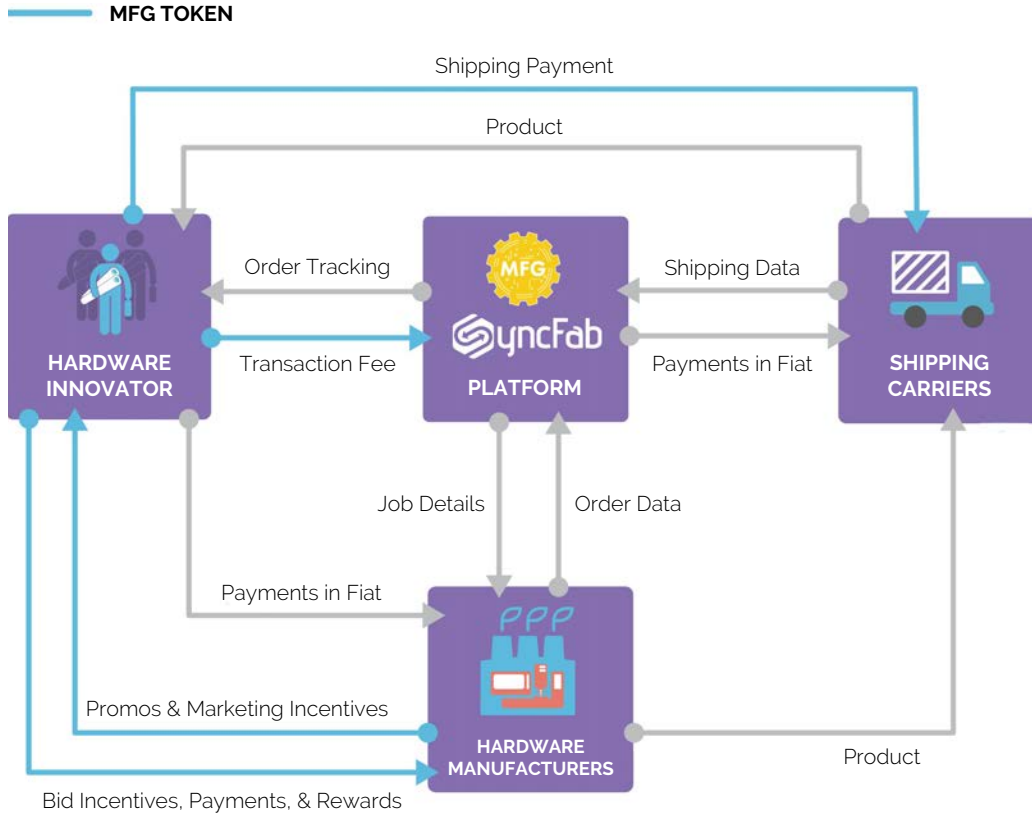 MFG TOKEN
Shipping Payment
Product
Order Tracking
MFG
Shipping Data
SyncFab
HARDWARE
INNOVATOR
Transaction Fee
PLATFORM
Payments in Fiat
SHIPPING
CARRIERS
Job Details
Order Data
Payments in Fiat
Promos & Marketing Incentives
HARDWARE
MANUFACTURERS
Product
Bid Incentives, Payments, & Rewards